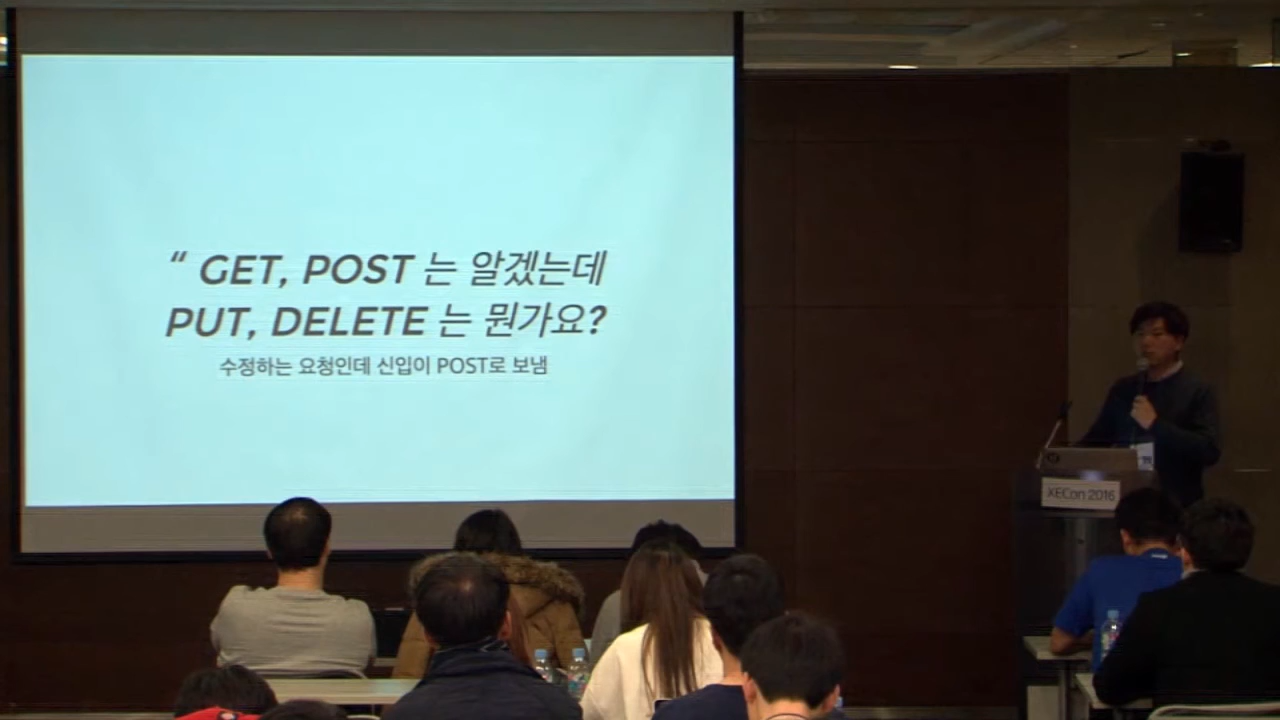 “ GET, POST 는 알겠는데
PUT, DELETE 는 뭔가요?
수정하는 요청인데 신입이 POST로 보냄
XECon 2016